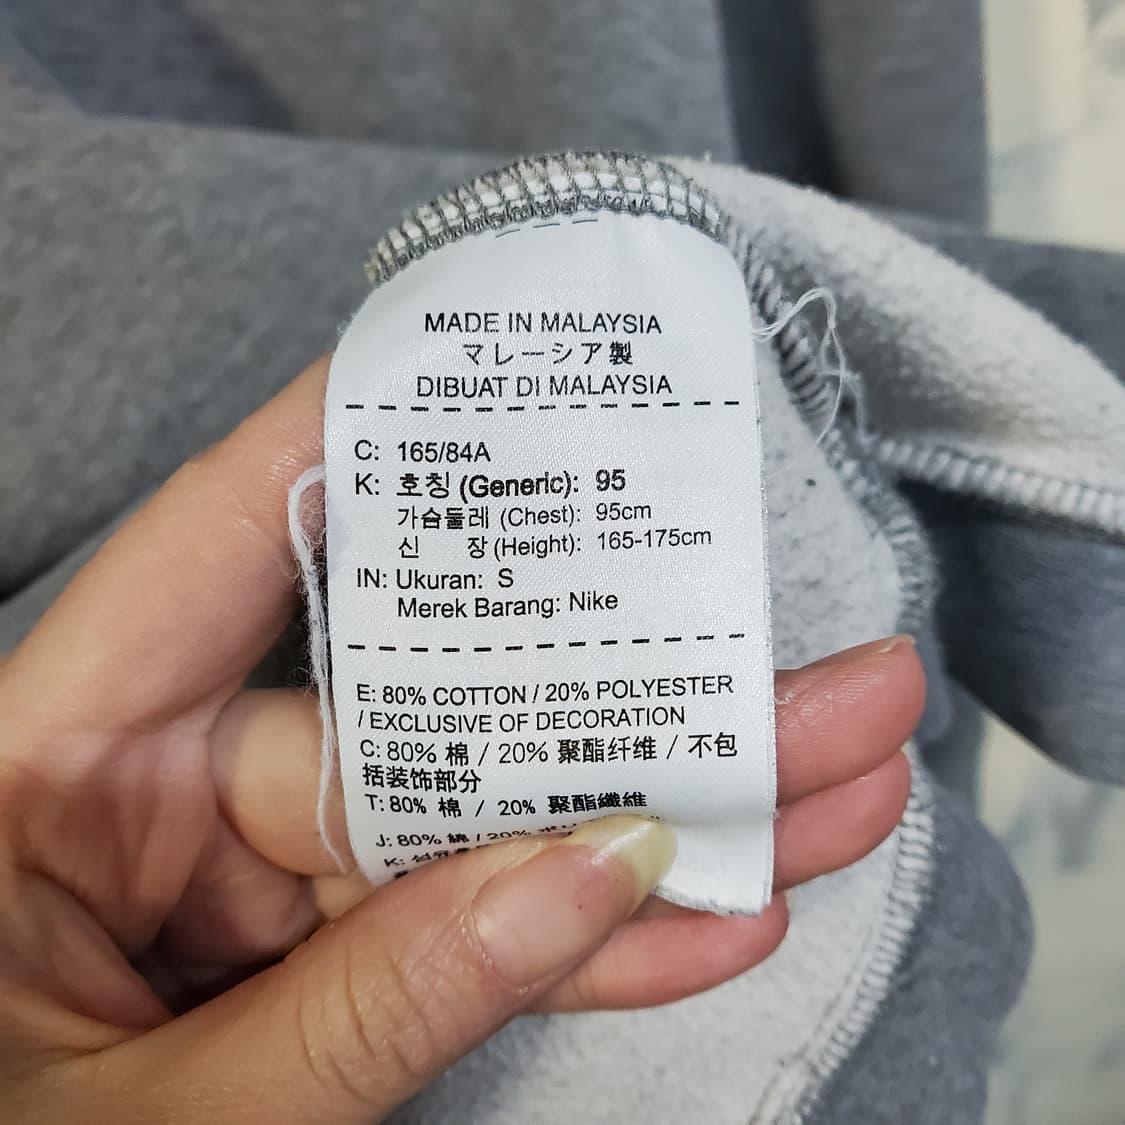 MADE IN MALAYSIA
マレーシア製
DIBUAT DI MALAYSIA
C: 165/84A
K: 호칭 (Generic): 95
가슴둘레 (Chest): 95cm
신 장 (Height): 165-175cm
IN: Ukuran: S
Merek Barang: Nike
E: 80% COTTON / 20% POLYESTER
/ EXCLUSIVE OF DECORATION
C: 80% 棉 / 20% 聚酯纤维 / 不包
括装饰部分
T: 80% 棉 / 20% 聚酯纖維
J: 80% 綿 / 20%
K: